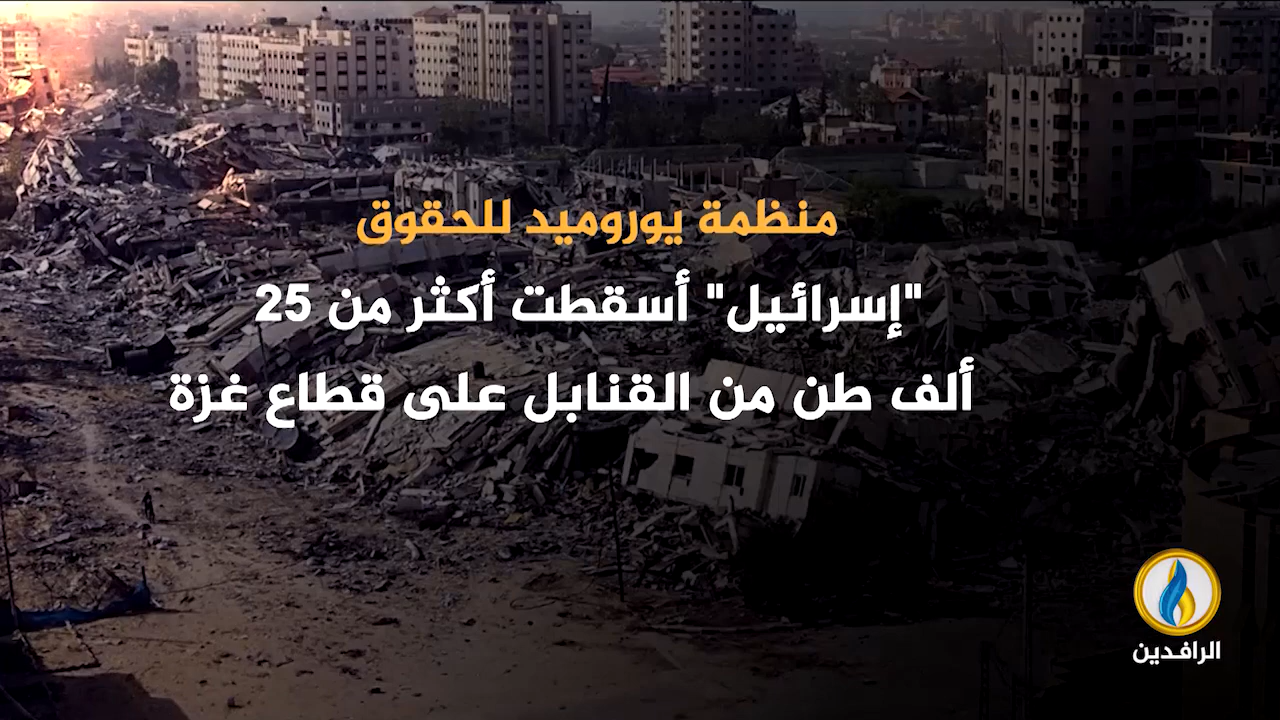 منظمة يوروميد للحقوق
"إسرائيل" أسقطت أكثر من 25
ألف طن من القنابل على قطاع غزة
الرافدين